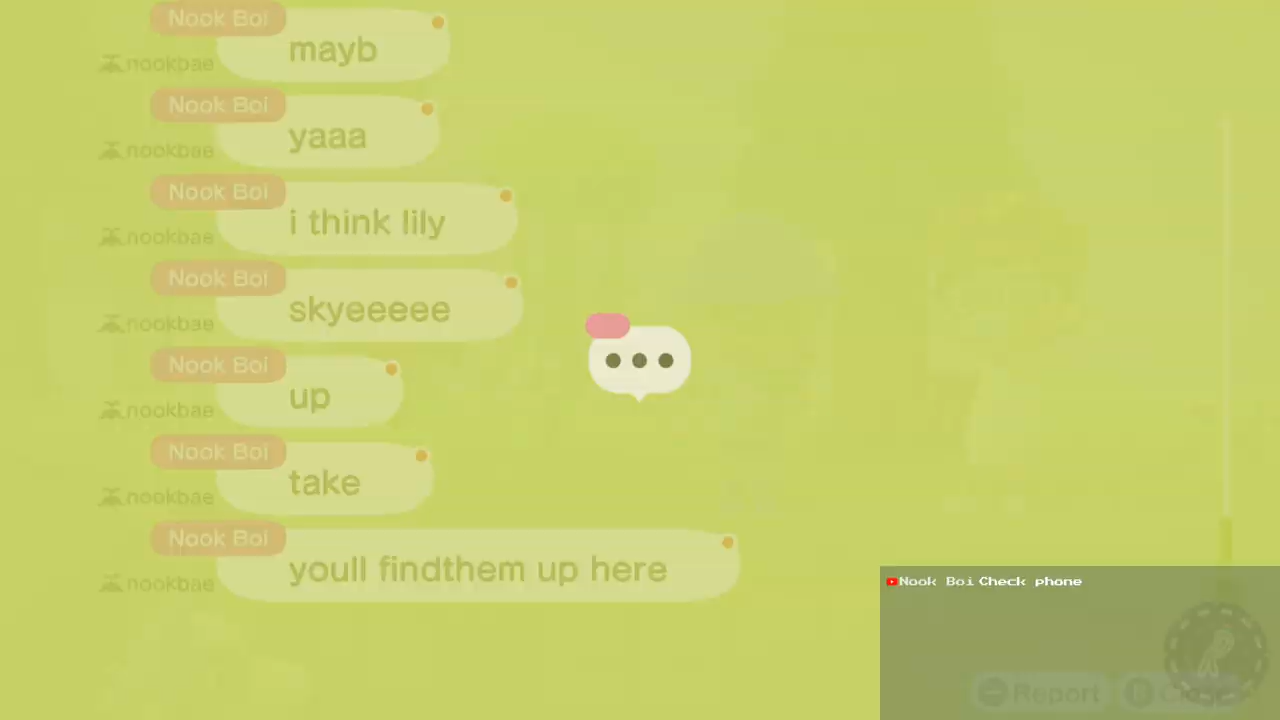 Nook Boi
mayb
nookbae
Nook Boi
yaaa
nookbae
Nook Boi
i think lily
nookbae
Nook Boi
skyeeeee
nookbae
Nook Boi
up
nookbae
Nook Boi
take
nookbae
Nook Boi
youll findthem up here
nookbae
Nook Boi Check phone
Report